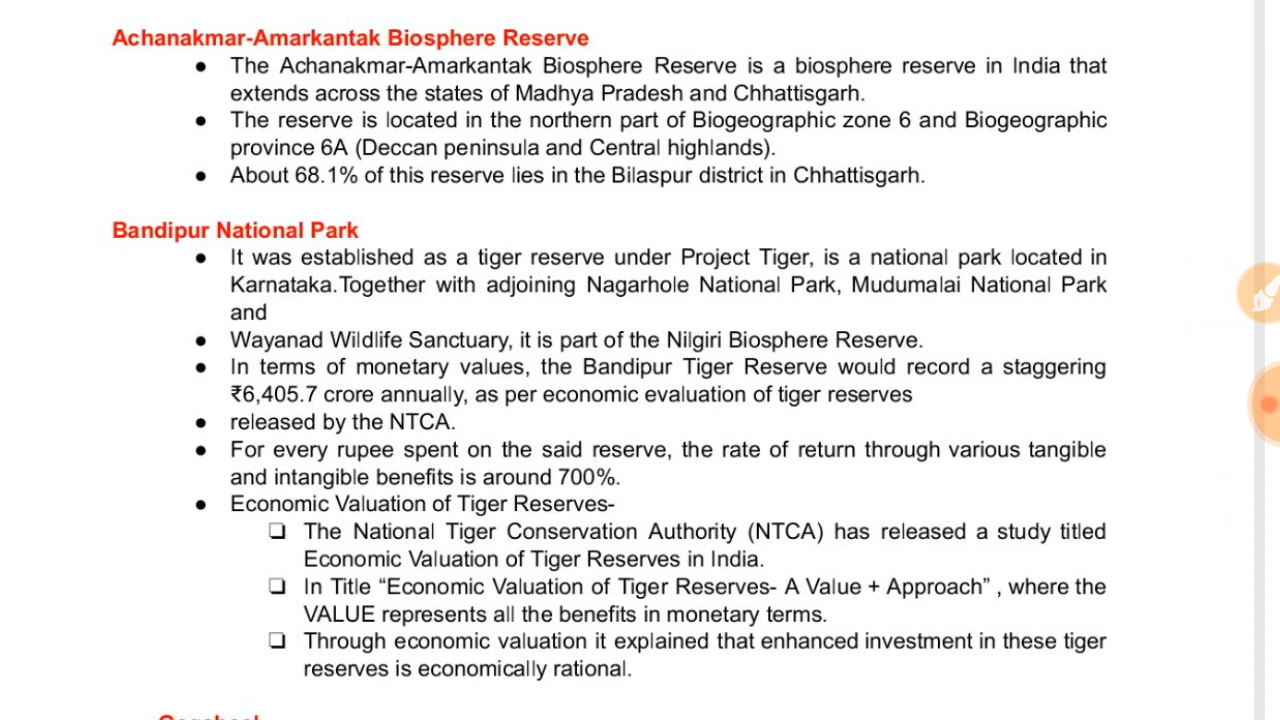 Achanakmar-Amarkantak Biosphere Reserve
● The Achanakmar-Amarkantak Biosphere Reserve is a biosphere reserve in India that
extends across the states of Madhya Pradesh and Chhattisgarh.
● The reserve is located in the northern part of Biogeographic zone 6 and Biogeographic
province 6A (Deccan peninsula and Central highlands).
● About 68.1% of this reserve lies in the Bilaspur district in Chhattisgarh.
Bandipur National Park
● It was established as a tiger reserve under Project Tiger, is a national park located in
Karnataka.Together with adjoining Nagarhole National Park, Mudumalai National Park
and
● Wayanad Wildlife Sanctuary, it is part of the Nilgiri Biosphere Reserve.
● In terms of monetary values, the Bandipur Tiger Reserve would record a staggering
₹6,405.7 crore annually, as per economic evaluation of tiger reserves
● released by the NTCA.
● For every rupee spent on the said reserve, the rate of return through various tangible
and intangible benefits is around 700%.
● Economic Valuation of Tiger Reserves-
❏ The National Tiger Conservation Authority (NTCA) has released a study titled
Economic Valuation of Tiger Reserves in India.
❏ In Title “Economic Valuation of Tiger Reserves- A Value + Approach” , where the
VALUE represents all the benefits in monetary terms.
❏ Through economic valuation it explained that enhanced investment in these tiger
reserves is economically rational.